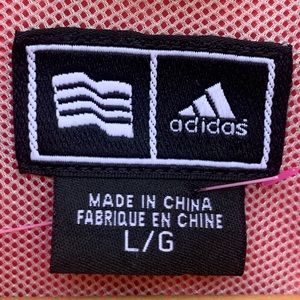 adidas
MADE IN CHINA
FABRIQUE EN CHINE
L/G